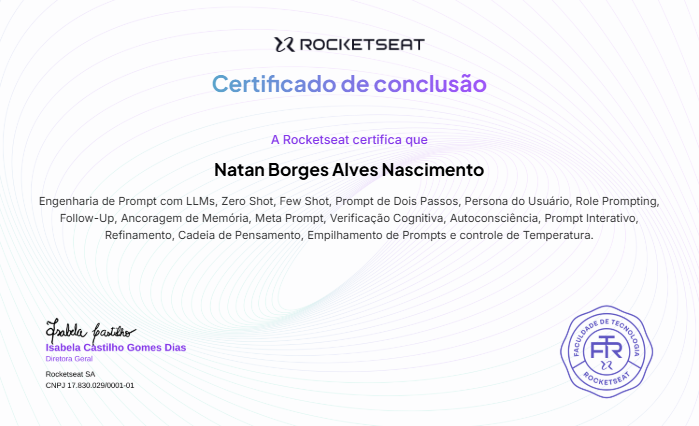 ROCKETSEAT
Certificado de conclusão
A Rocketseat certifica que
Natan Borges Alves Nascimento
Engenharia de Prompt com LLMs, Zero Shot, Few Shot, Prompt de Dois Passos, Persona do Usuário, Role Prompting,
Follow-Up, Ancoragem de Memória, Meta Prompt, Verificação Cognitiva, Autoconsciência, Prompt Interativo,
Refinamento, Cadeia de Pensamento, Empilhamento de Prompts e controle de Temperatura.
Isabela Castilho
Isabela Castilho Gomes Dias
Diretora Geral
Rocketseat SA
CNPJ 17.830.029/0001-01
FACULDADE DE TECNOLOGIA
FTR
ROCKETSEAT